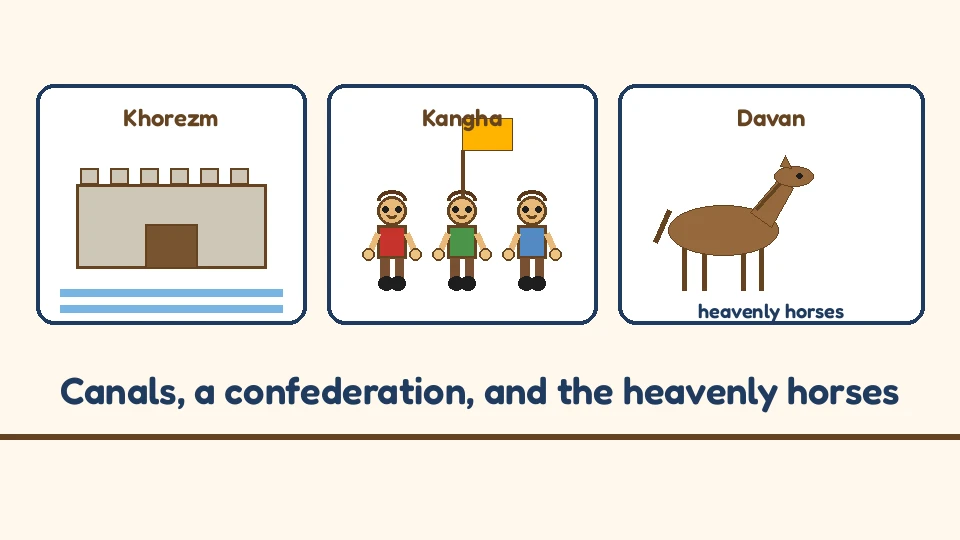 Khorezm
Kangha
Davan
heavenly horses
Canals, a confederation, and the heavenly horses